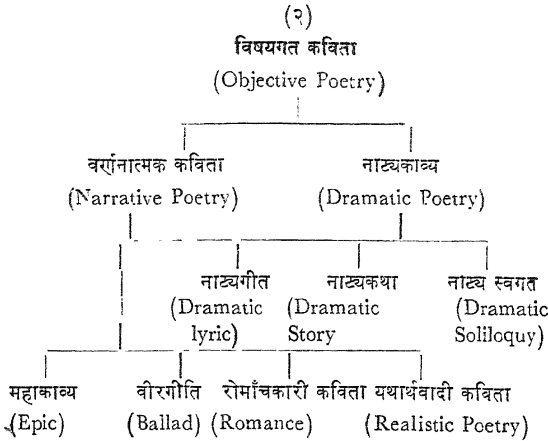 (२)
विषयगत कविता
(Objective Poetry)
वर्णनात्मक कविता नाट्यकाव्य
(Narrative Poetry) (Dramatic Poetry)
नाट्यगीत नाट्यकथा नाट्य स्वगत
(Dramatic (Dramatic (Dramatic
lyric) Story Soliloquy)
महाकाव्य वीरगीति रोमाँचकारी कविता यथार्थवादी कविता
(Epic) (Ballad) (Romance) (Realistic Poetry)